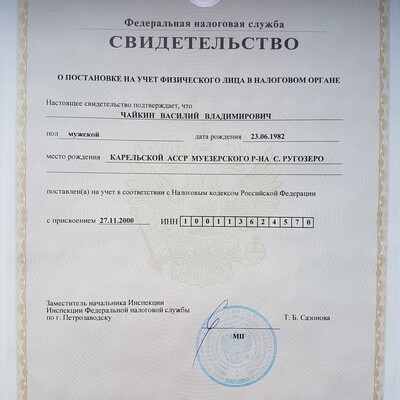 Федеральная налоговая служба
СВИДЕТЕЛЬСТВО
О ПОСТАНОВКЕ НА УЧЕТ ФИЗИЧЕСКОГО ЛИЦА В НАЛОГОВОМ ОРГАНЕ
Настоящее свидетельство подтверждает, что
ЧАЙКИН ВАСИЛИЙ ВЛАДИМИРОВИЧ
пол мужской дата рождения 23.06.1982
место рождения КАРЕЛЬСКОЙ АССР МУЕЗЕРСКОГО Р-НА С. РУГОЗЕРО
поставлен(а) на учет в соответствии с Налоговым кодексом Российской Федерации
с присвоением 27.11.2000 ИНН 1 0 0 1 1 3 6 2 4 5 7 0
Заместитель начальника Инспекции
Инспекции Федеральной налоговой службы
по г. Петрозаводску
Т. Б. Сазонова
МП